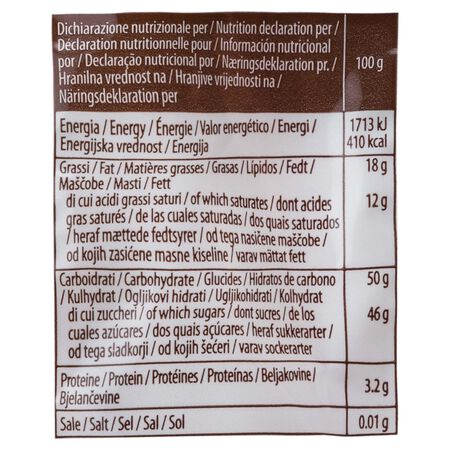 Dichiarazione nutrizionale per / Nutrition declaration per /
Déclaration nutritionnelle pour / Información nutricional
por / Declaração nutricional por / Næringsdeklaration pr. /
Hranilna vrednost na / Hranjive vrijednosti na /
Näringsdeklaration per
100 g
Energia / Energy / Énergie / Valor energético / Energi /
Energijska vrednost / Energija
1713 kJ
410 kcal
Grassi / Fat / Matières grasses / Grasas / Lípidos / Fedt /
Maščobe / Masti / Fett
18 g
di cui acidi grassi saturi / of which saturates / dont acides
gras saturés / de las cuales saturadas / dos quais saturados
/ heraf mættede fedtsyrer / od tega nasičene maščobe /
od kojih zasićene masne kiseline / varav mättat fett
12 g
Carboidrati / Carbohydrate / Glucides / Hidratos de carbono
/ Kulhydrat / Ogljikovi hidrati / Ugljikohidrati / Kolhydrat
50 g
di cui zuccheri / of which sugars / dont sucres / de los
cuales azúcares / dos quais açúcares / heraf sukkerarter /
od tega sladkorji / od kojih šećeri / varav sockerarter
46 g
Proteine / Protein / Protéines / Proteínas / Beljakovine /
Bjelančevine
3.2 g
Sale / Salt / Sel / Sal / Sol
0.01 g